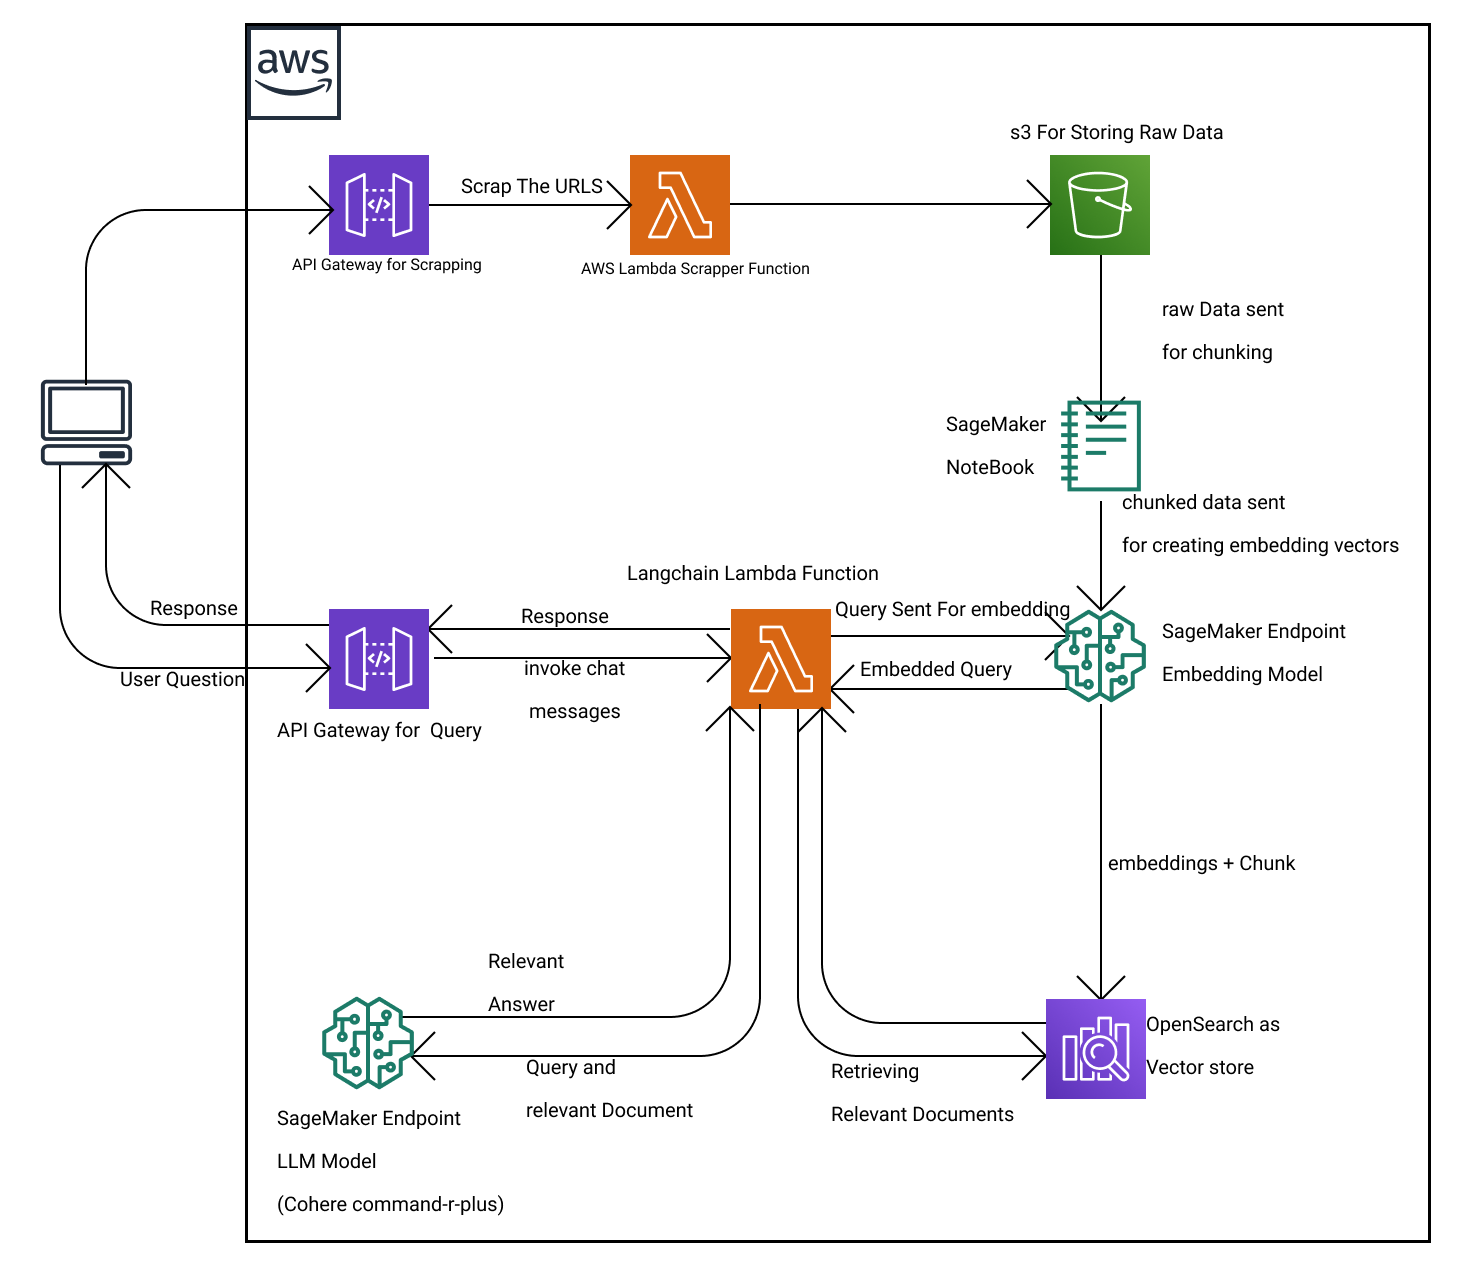 aws
s3 For Storing Raw Data
Scrap The URLS
API Gateway for Scrapping
AWS Lambda Scrapper Function
raw Data sent
for chunking
SageMaker
NoteBook
chunked data sent
for creating embedding vectors
Langchain Lambda Function
Response
Response
Query Sent For embedding
SageMaker Endpoint
Embedding Model
User Question
invoke chat
messages
Embedded Query
API Gateway for Query
embeddings + Chunk
Relevant
Answer
Query and
relevant Document
Retrieving
Relevant Documents
OpenSearch as
Vector store
SageMaker Endpoint
LLM Model
(Cohere command-r-plus)